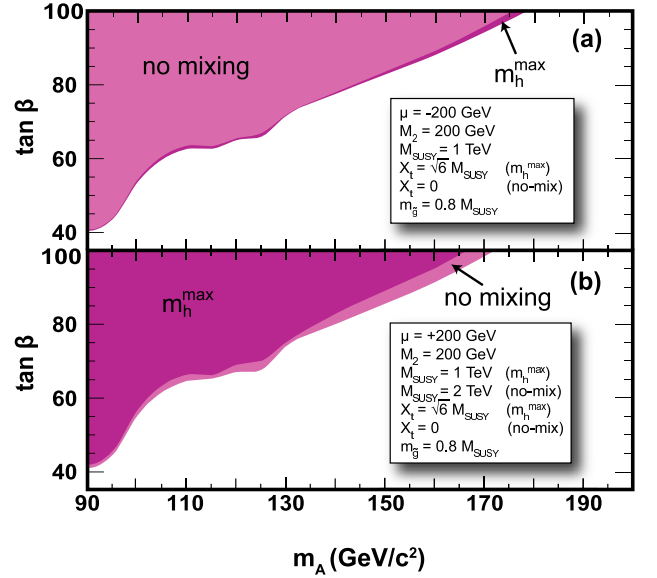 100
(a)
no mixing
m_h^max
80
tan β
60
40
μ = -200 GeV
M₂ = 200 GeV
M_SUSY = 1 TeV
X_t = √6 M_SUSY (m_h^max)
X_t = 0 (no-mix)
m_g̃ = 0.8 M_SUSY
100
(b)
m_h^max
no mixing
80
tan β
60
40
μ = +200 GeV
M₂ = 200 GeV
M_SUSY = 1 TeV (m_h^max)
M_SUSY = 2 TeV (no-mix)
X_t = √6 M_SUSY (m_h^max)
X_t = 0 (no-mix)
m_g̃ = 0.8 M_SUSY
90 110 130 150 170 190
m_A (GeV/c²)